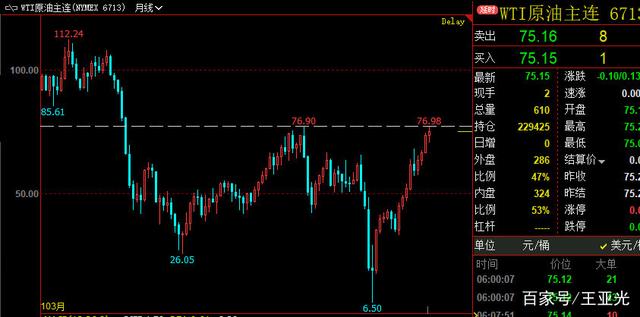 WTI原油主连(NYMEX 6713) 月线
Delay
112.24
100.00
85.61
76.90
76.98
50.00
26.05
6.50
103月
延时 WTI原油主连 6713
卖出 75.16 8
买入 75.15 1
最新 75.15 涨跌 -0.10/0.13
现手 2 速涨 0.00
总量 610 开盘 75.1
持仓 229425 最高 75.2
日增 0 最低 75.0
外盘 286 结算价
比例 47% 昨收 75.2
内盘 324 昨结 75.2
比例 53% 涨停 0.0
杠杆 ----- 跌停 0.0
单位 元/桶 美元/
时间 价位 大单
06:00:07 75.12 21
06:00:07
06:07:51 75.14 10
百家号/王亚光